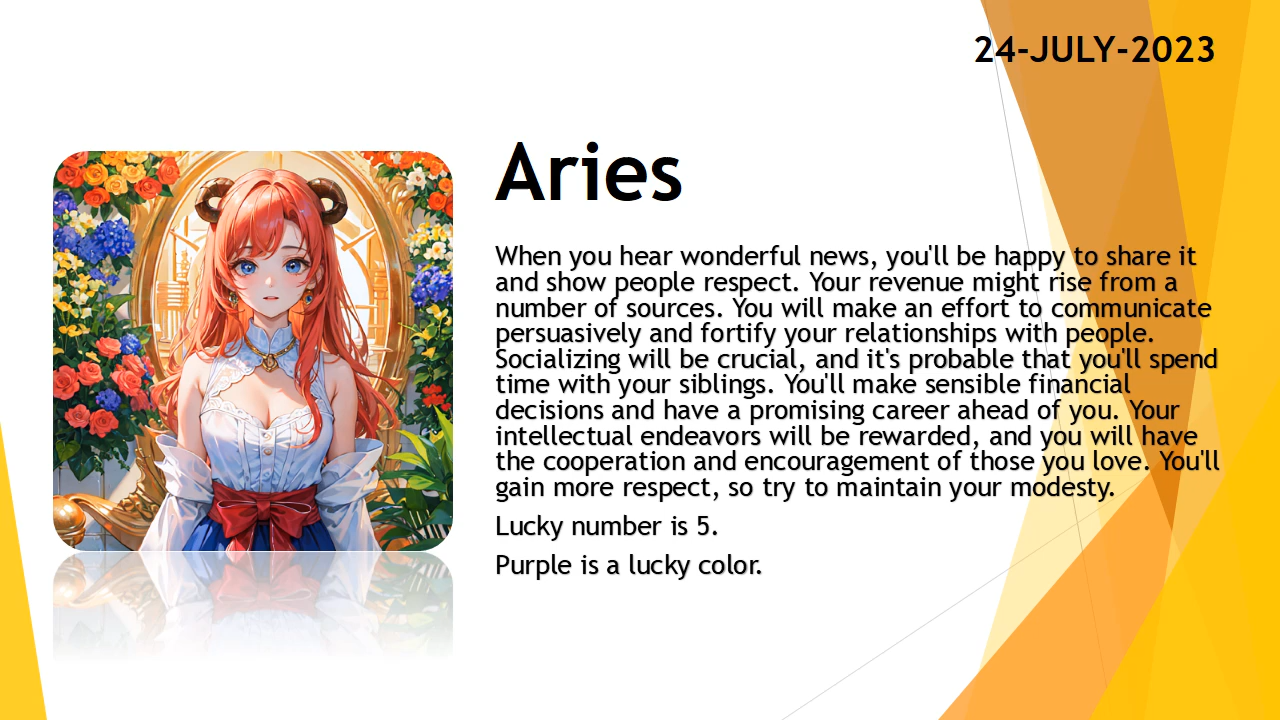 24-JULY-2023
Aries
When you hear wonderful news, you'll be happy to share it
and show people respect. Your revenue might rise from a
number of sources. You will make an effort to communicate
persuasively and fortify your relationships with people.
Socializing will be crucial, and it's probable that you'll spend
time with your siblings. You'll make sensible financial
decisions and have a promising career ahead of you. Your
intellectual endeavors will be rewarded, and you will have
the cooperation and encouragement of those you love. You'll
gain more respect, so try to maintain your modesty.
Lucky number is 5.
Purple is a lucky color.